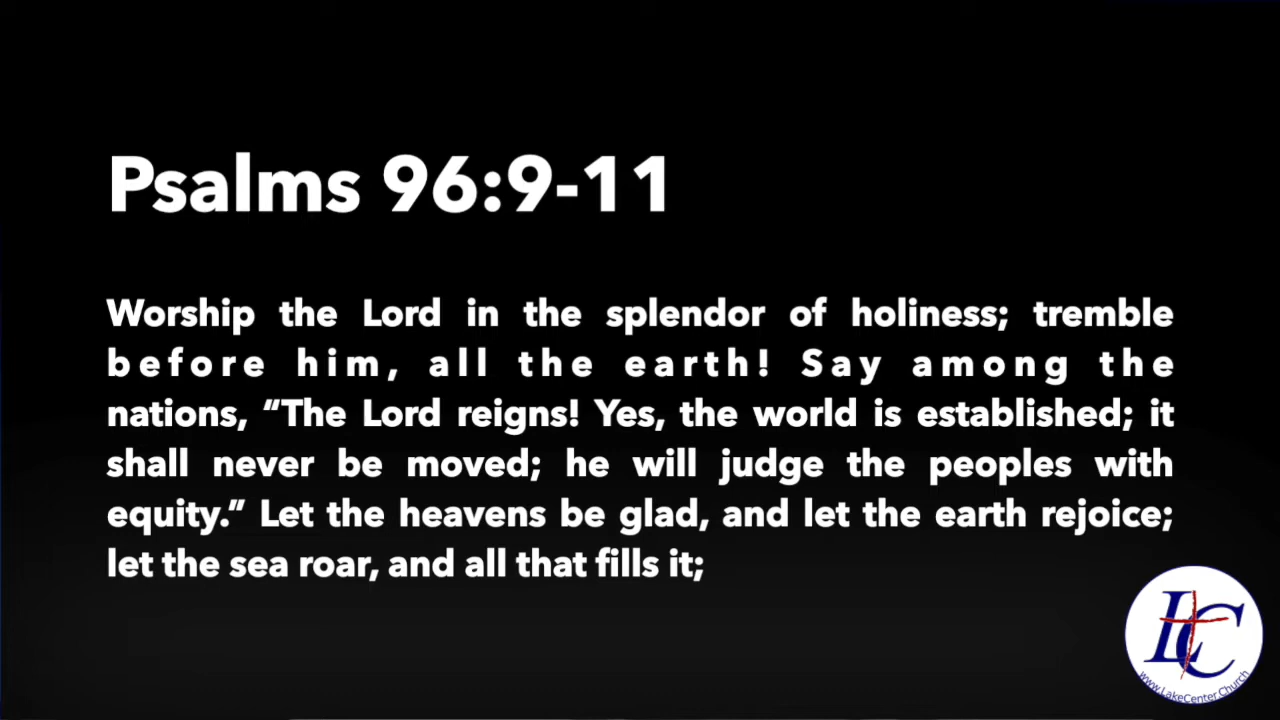 Psalms 96:9-11
Worship the Lord in the splendor of holiness; tremble
before him, all the earth! Say among the
nations, “The Lord reigns! Yes, the world is established; it
shall never be moved; he will judge the peoples with
equity.” Let the heavens be glad, and let the earth rejoice;
let the sea roar, and all that fills it;
LC
www.LakeCenter.Church